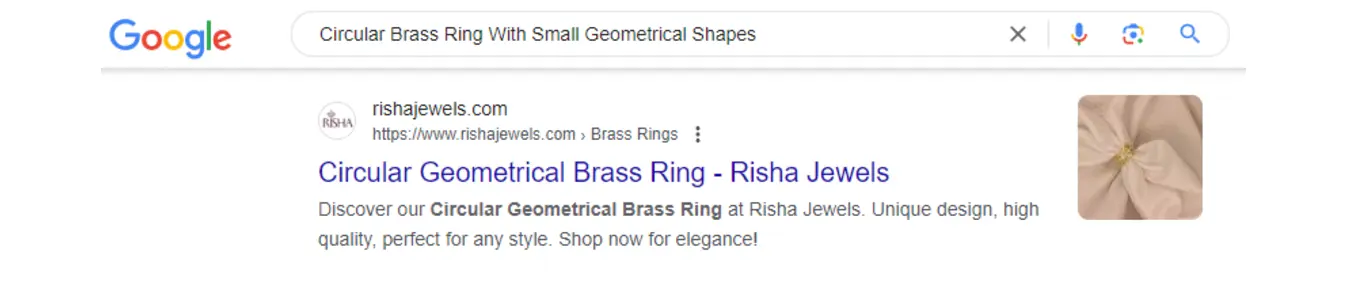 Google
Circular Brass Ring With Small Geometrical Shapes
RISHA
rishajewels.com
https://www.rishajewels.com › Brass Rings
Circular Geometrical Brass Ring - Risha Jewels
Discover our Circular Geometrical Brass Ring at Risha Jewels. Unique design, high
quality, perfect for any style. Shop now for elegance!